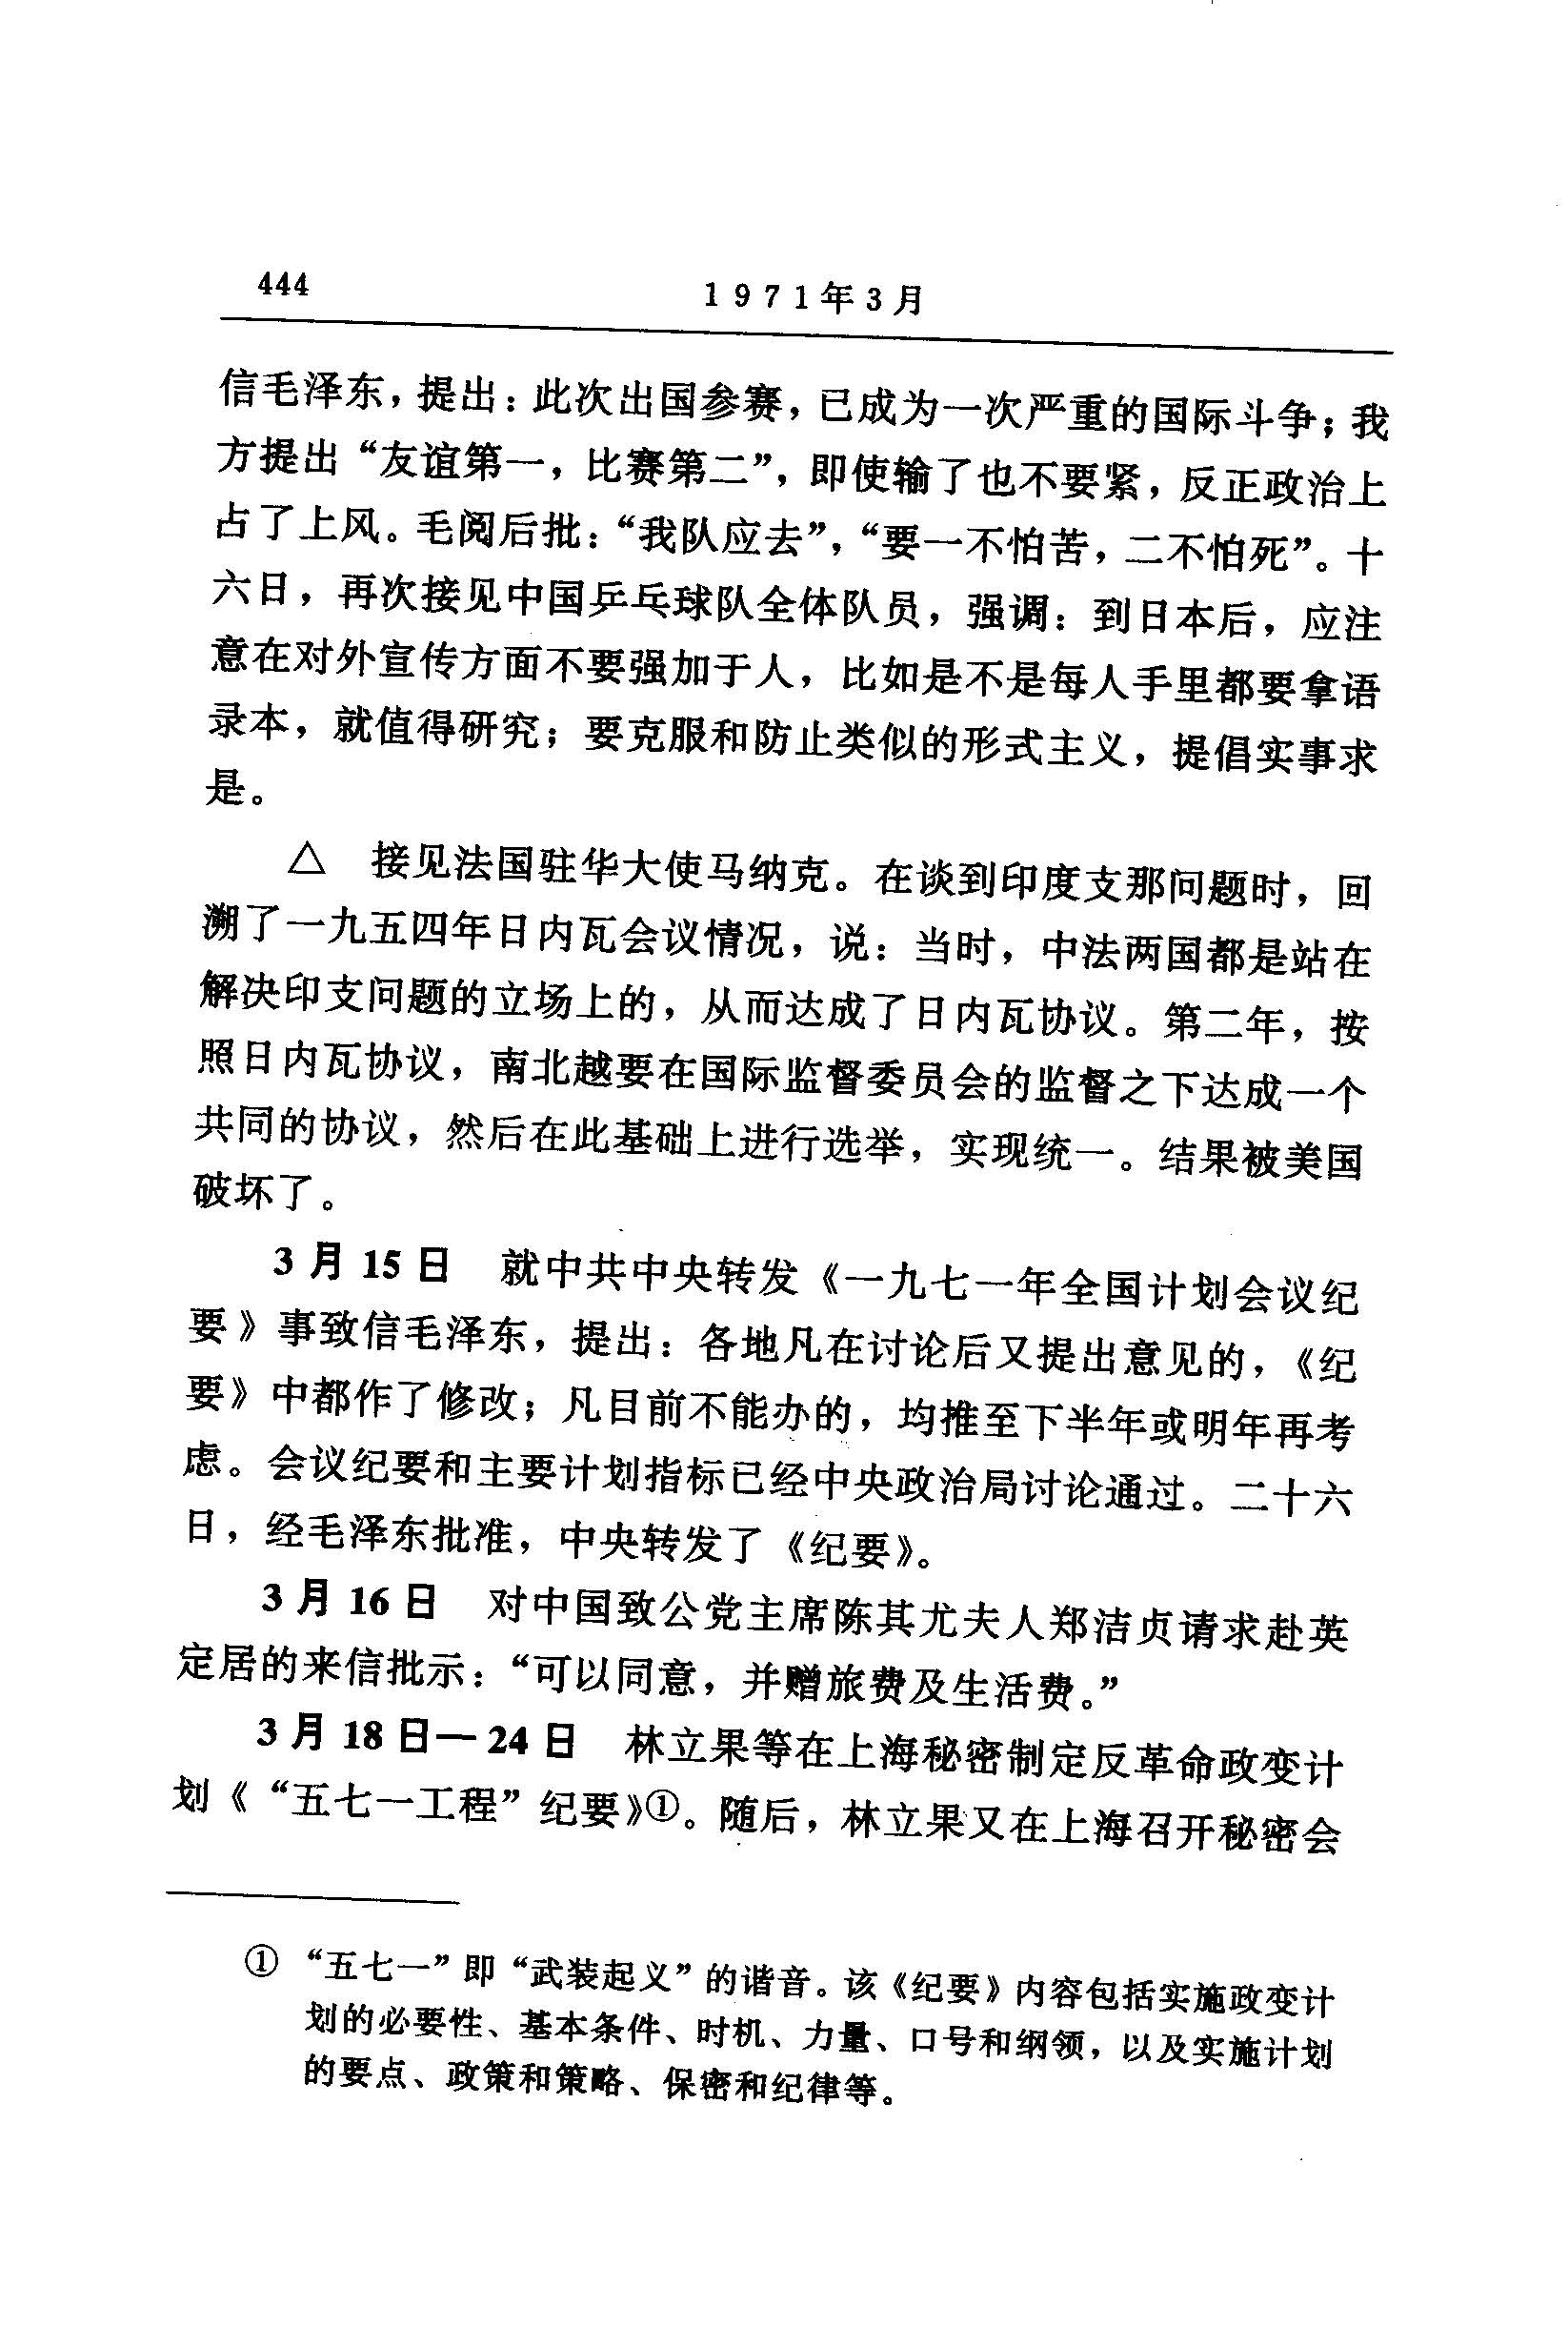 444
1971年3月
信毛泽东，提出：此次出国参赛，已成为一次严重的国际斗争；我
方提出“友谊第一，比赛第二”，即使输了也不要紧，反正政治上
占了上风。毛阅后批：“我队应去”，“要一不怕苦，二不怕死”。十
六日，再次接见中国乒乓球队全体队员，强调：到日本后，应注
意在对外宣传方面不要强加于人，比如是不是每人手里都要拿语
录本，就值得研究；要克服和防止类似的形式主义，提倡实事求
是。
△　接见法国驻华大使马纳克。在谈到印度支那问题时，回
溯了一九五四年日内瓦会议情况，说：当时，中法两国都是站在
解决印支问题的立场上的，从而达成了日内瓦协议。第二年，按
照日内瓦协议，南北越要在国际监督委员会的监督之下达成一个
共同的协议，然后在此基础上进行选举，实现统一。结果被美国
破坏了。
3月15日　就中共中央转发《一九七一年全国计划会议纪
要》事致信毛泽东，提出：各地凡在讨论后又提出意见的，《纪
要》中都作了修改；凡目前不能办的，均推至下半年或明年再考
虑。会议纪要和主要计划指标已经中央政治局讨论通过。二十六
日，经毛泽东批准，中央转发了《纪要》。
3月16日　对中国致公党主席陈其尤夫人郑洁贞请求赴英
定居的来信批示：“可以同意，并赠旅费及生活费。”
3月18日—24日　林立果等在上海秘密制定反革命政变计
划《“五七一工程”纪要》①。随后，林立果又在上海召开秘密会
①　“五七一”即“武装起义”的谐音。该《纪要》内容包括实施政变计
划的必要性、基本条件、时机、力量、口号和纲领，以及实施计划
的要点、政策和策略、保密和纪律等。